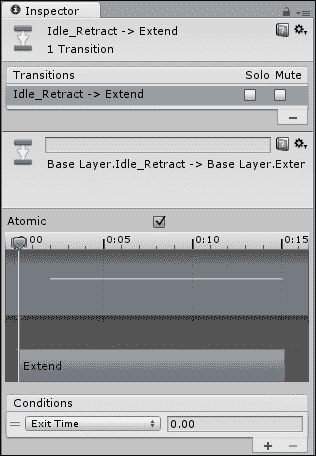 Inspector
Idle_Retract -> Extend
1 Transition
Transitions Solo Mute
Idle_Retract -> Extend
Base Layer.Idle_Retract -> Base Layer.Exter
Atomic
:00 0:05 0:10 0:15
Extend
Conditions
Exit Time 0.00